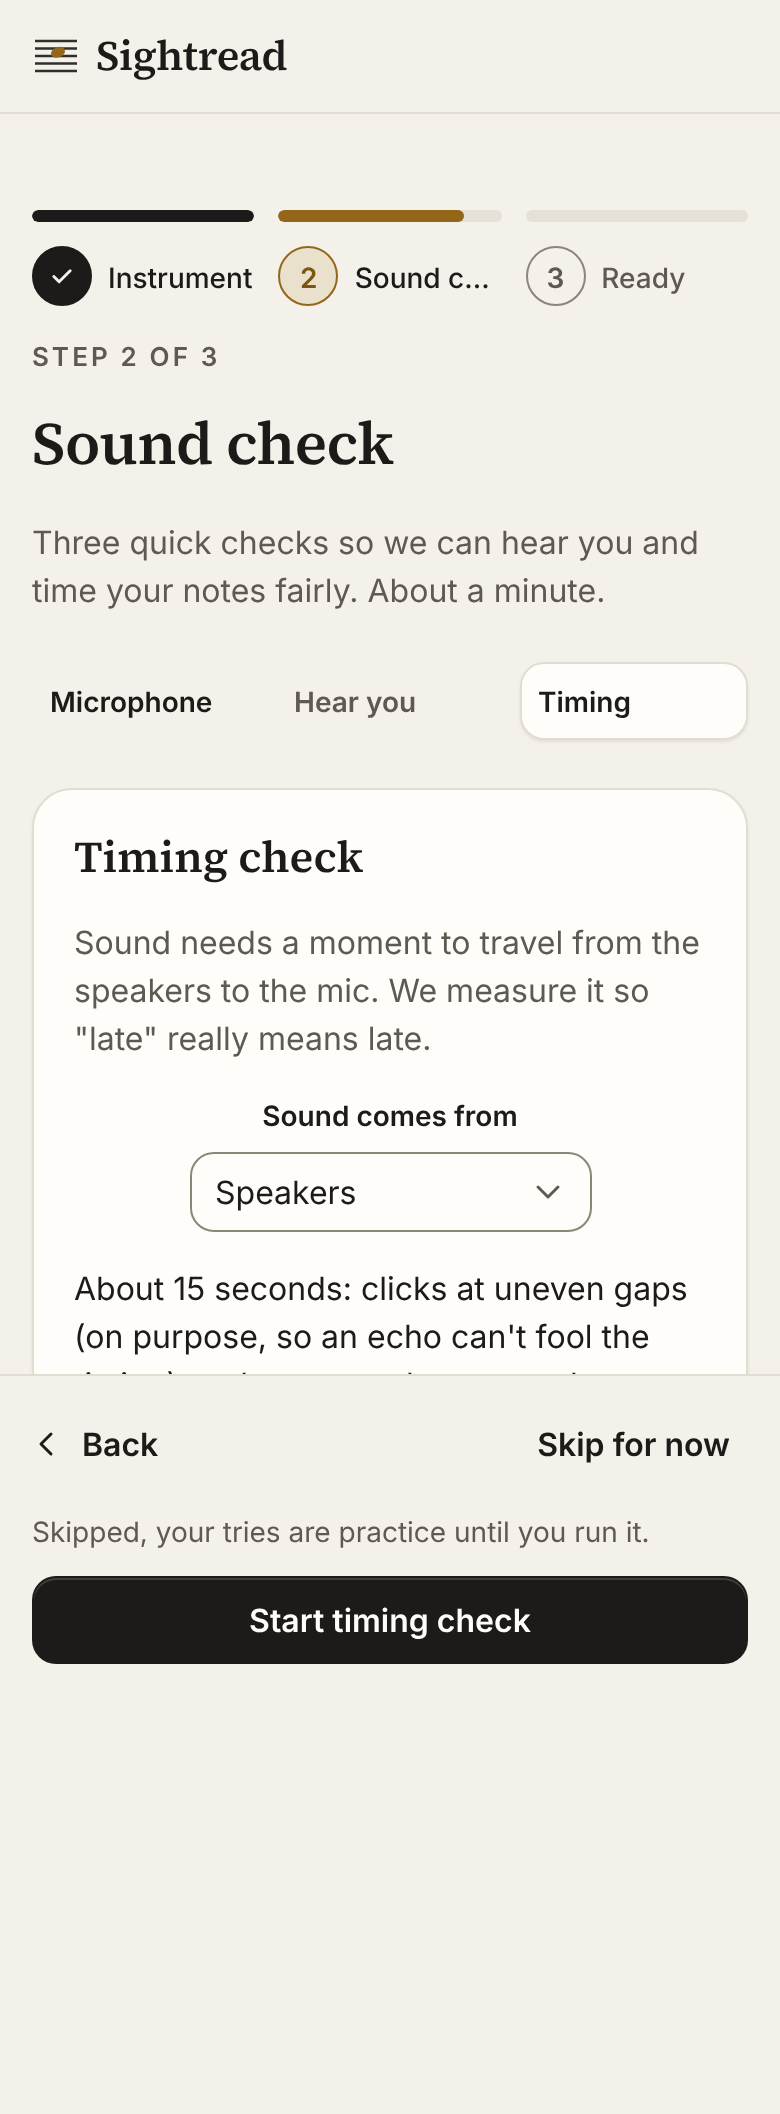 Sightread
Instrument
2
Sound c...
3
Ready
STEP 2 OF 3
Sound check
Three quick checks so we can hear you and
time your notes fairly. About a minute.
Microphone
Hear you
Timing
Timing check
Sound needs a moment to travel from the
speakers to the mic. We measure it so
"late" really means late.
Sound comes from
Speakers
About 15 seconds: clicks at uneven gaps
(on purpose, so an echo can't fool the
Back
Skip for now
Skipped, your tries are practice until you run it.
Start timing check